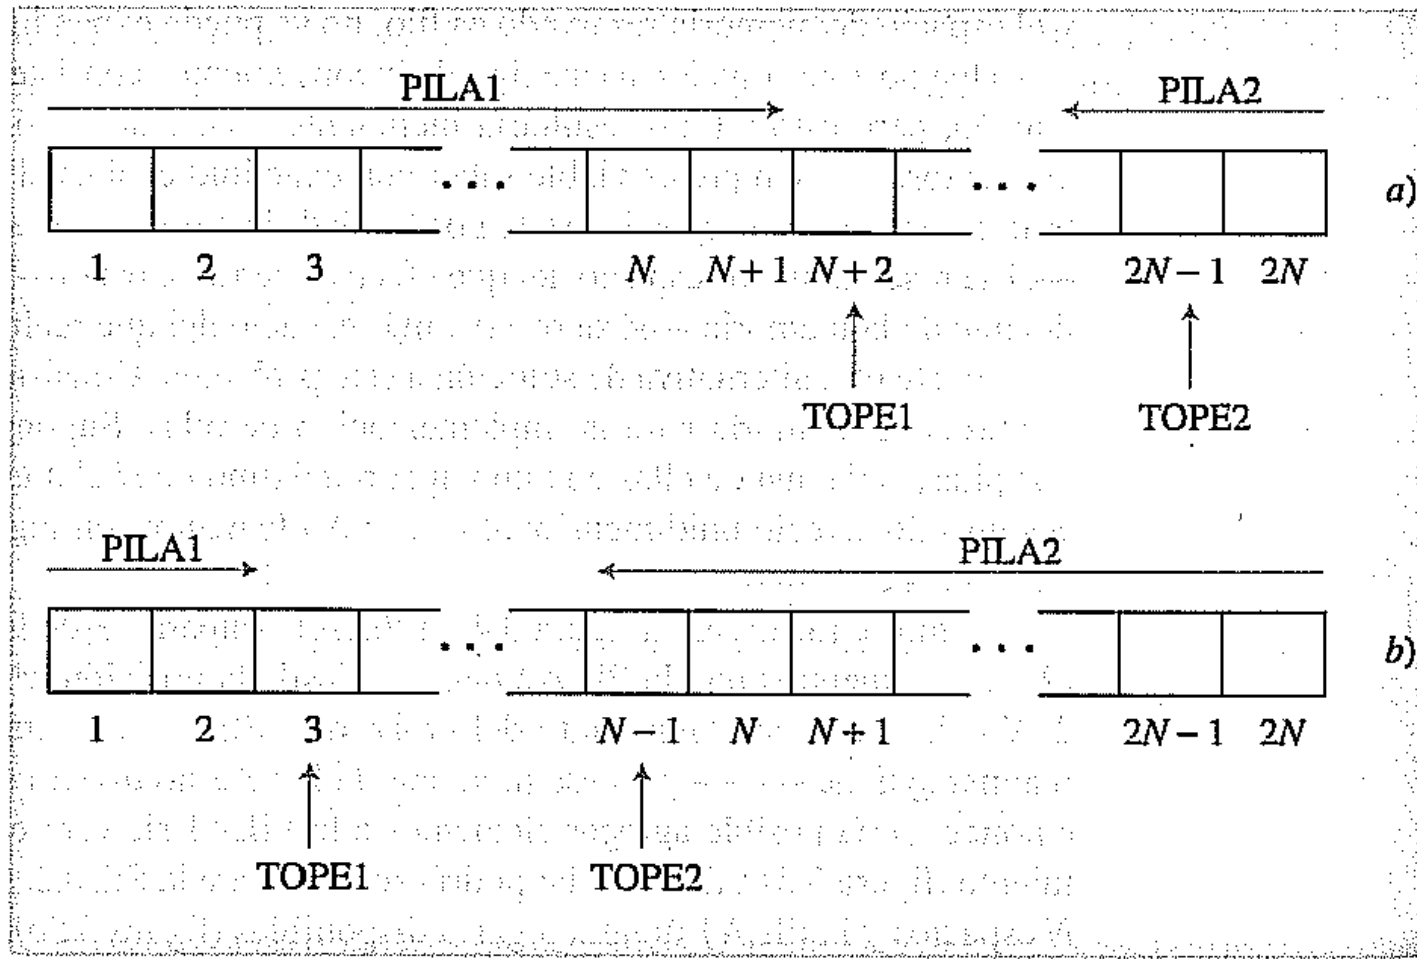 PILA1 PILA2
... ... a)
1 2 3 N N + 1 N + 2 2N – 1 2N
TOPE1 TOPE2
PILA1 PILA2
... ... b)
1 2 3 N – 1 N N + 1 2N – 1 2N
TOPE1 TOPE2